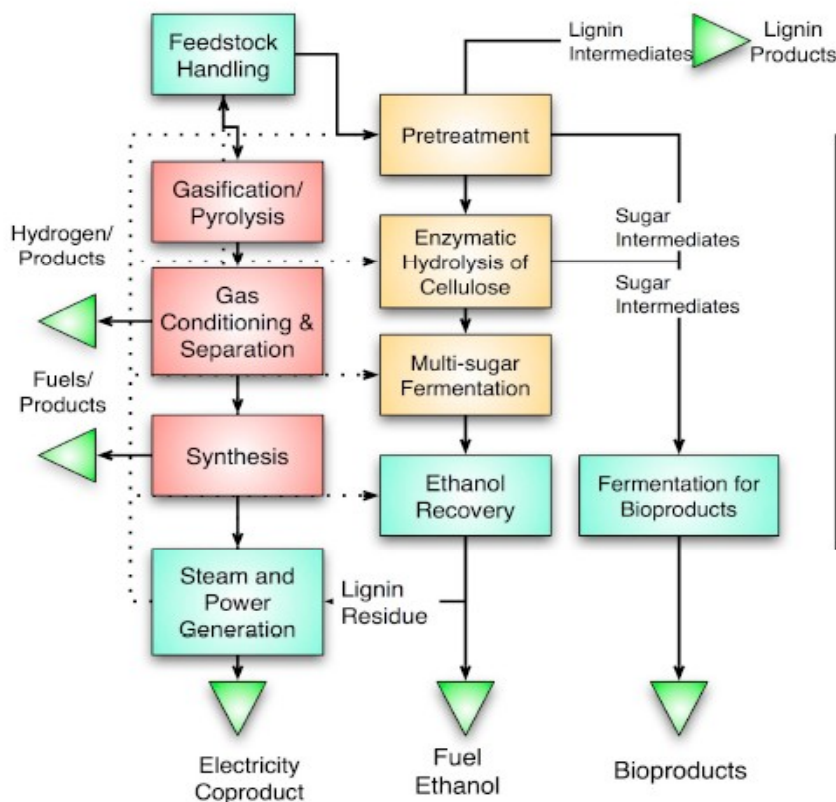 Feedstock
Handling
Lignin
Intermediates
Lignin
Products
Pretreatment
Gasification/
Pyrolysis
Hydrogen/
Products
Enzymatic
Hydrolysis of
Cellulose
Sugar
Intermediates
Sugar
Intermediates
Gas
Conditioning &
Separation
Multi-sugar
Fermentation
Fuels/
Products
Synthesis
Ethanol
Recovery
Fermentation for
Bioproducts
Steam and
Power
Generation
Lignin
Residue
Electricity
Coproduct
Fuel
Ethanol
Bioproducts